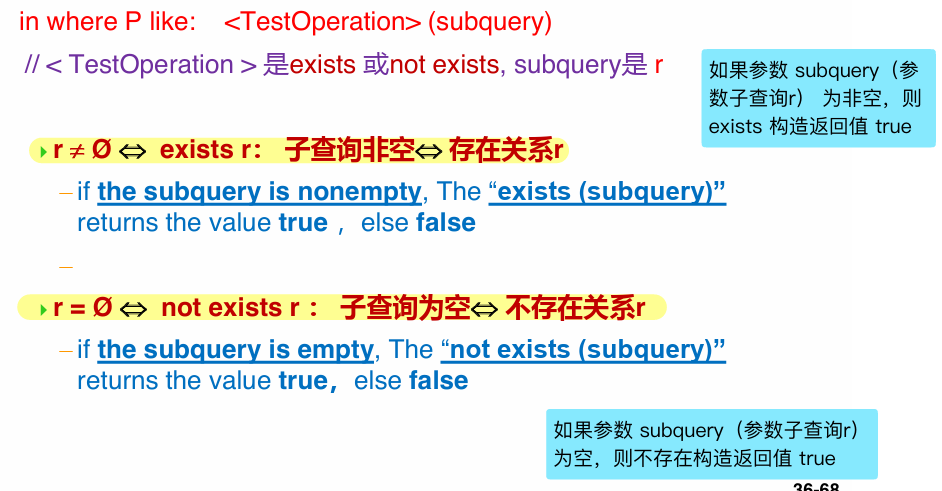 in where P like: <TestOperation> (subquery)
// < TestOperation > 是exists 或not exists, subquery是 r
如果参数 subquery（参
数子查询r） 为非空，则
exists 构造返回值 true
r ≠ Ø ⇔ exists r： 子查询非空⇔ 存在关系r
– if the subquery is nonempty, The “exists (subquery)”
returns the value true ，else false
–
r = Ø ⇔ not exists r ： 子查询为空⇔ 不存在关系r
– if the subquery is empty, The “not exists (subquery)”
returns the value true，else false
如果参数 subquery（参数子查询r）
为空，则不存在构造返回值 true
36-68